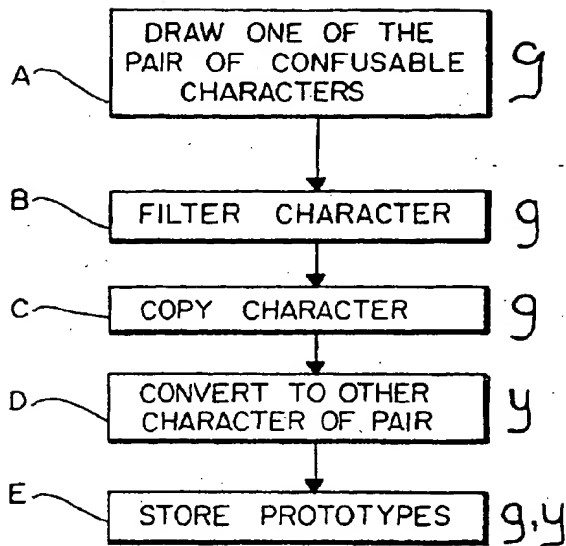 DRAW ONE OF THE
PAIR OF CONFUSABLE
CHARACTERS
A
g
B
FILTER CHARACTER
g
C
COPY CHARACTER
g
D
CONVERT TO OTHER
CHARACTER OF PAIR
y
E
STORE PROTOTYPES
g,y